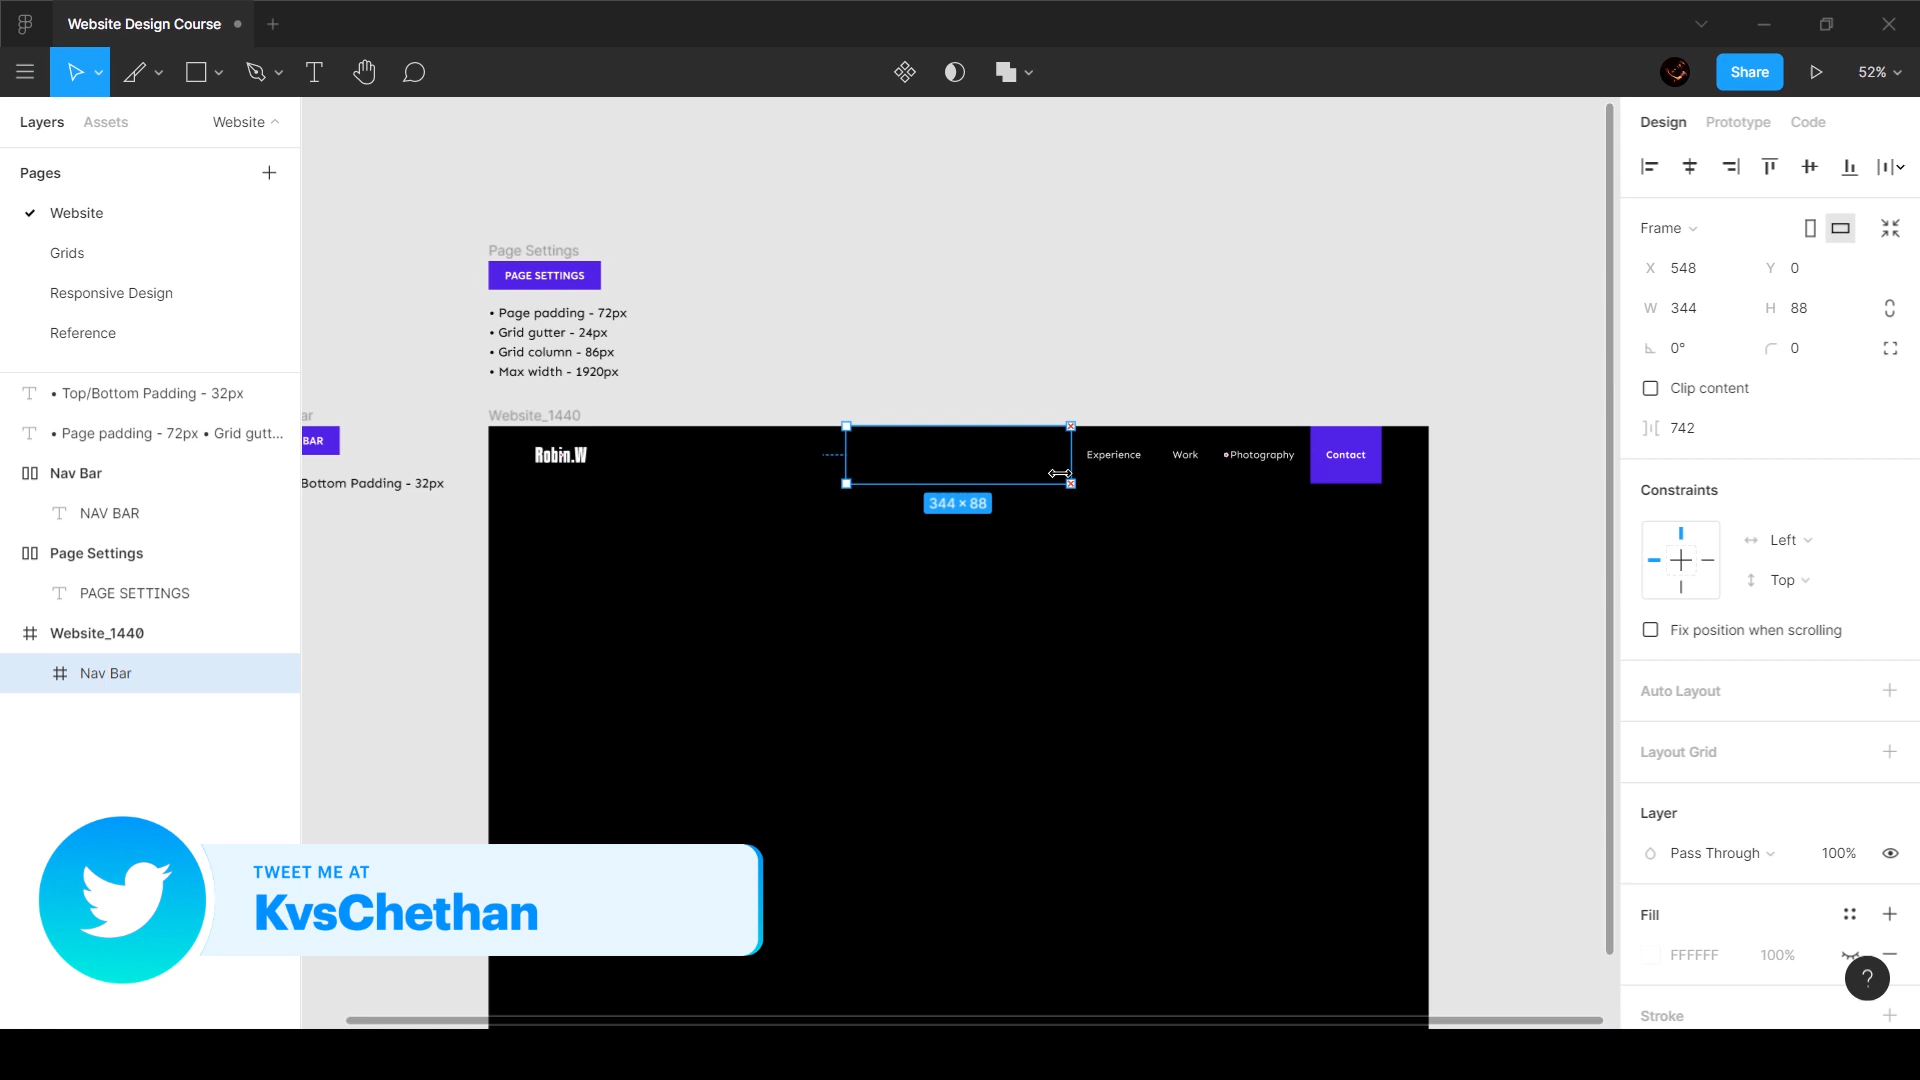 Website Design Course
Share
52%
Layers
Assets
Website
Pages
Website
Grids
Responsive Design
Reference
• Top/Bottom Padding - 32px
• Page padding - 72px • Grid gutt...
Nav Bar
NAV BAR
Page Settings
PAGE SETTINGS
Website_1440
Nav Bar
Page Settings
PAGE SETTINGS
• Page padding - 72px
• Grid gutter - 24px
• Grid column - 86px
• Max width - 1920px
ar
BAR
Bottom Padding - 32px
Website_1440
Robin.W
Experience
Work
Photography
Contact
344 × 88
TWEET ME AT
KvsChethan
Design
Prototype
Code
Frame
X 548
Y 0
W 344
H 88
0°
0
Clip content
742
Constraints
Left
Top
Fix position when scrolling
Auto Layout
Layout Grid
Layer
Pass Through
100%
Fill
FFFFFF
100%
?
Stroke